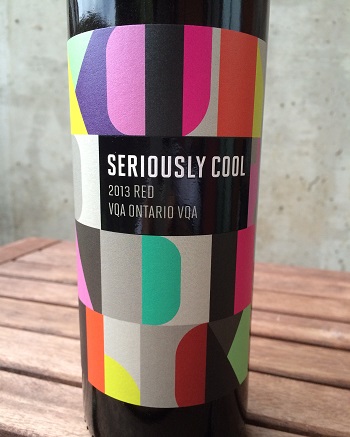 SERIOUSLY COOL
2013 RED
VQA ONTARIO VQA